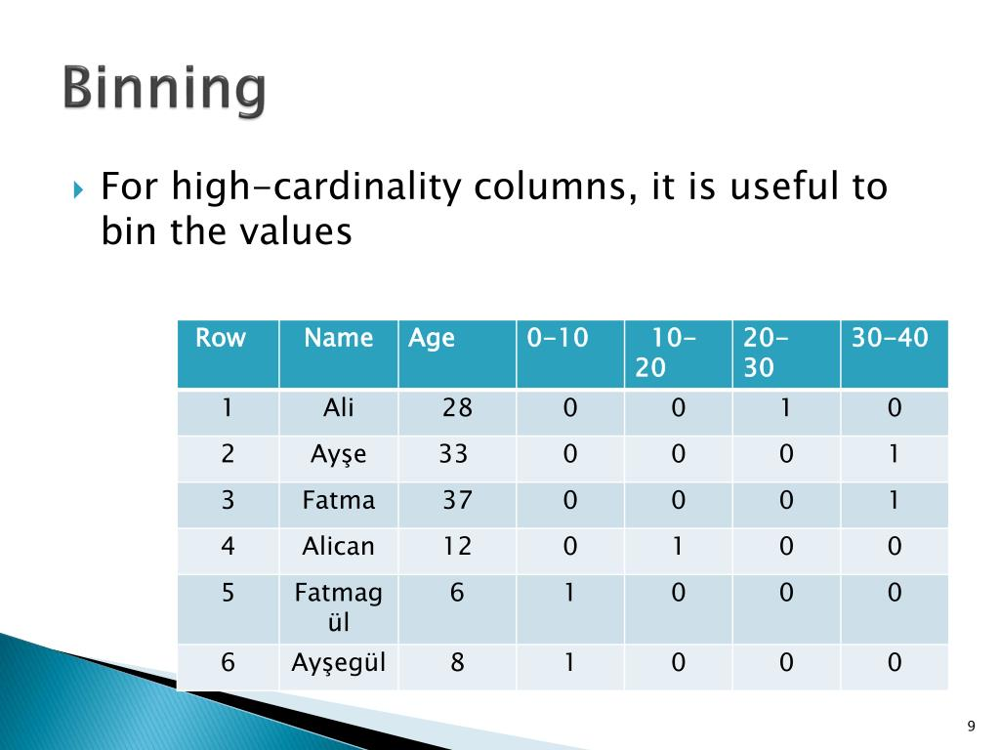 Binning
For high-cardinality columns, it is useful to
bin the values
Row Name Age 0-10 10-20 20-30 30-40
1 Ali 28 0 0 1 0
2 Ayşe 33 0 0 0 1
3 Fatma 37 0 0 0 1
4 Alican 12 0 1 0 0
5 Fatmagül 6 1 0 0 0
6 Ayşegül 8 1 0 0 0
9